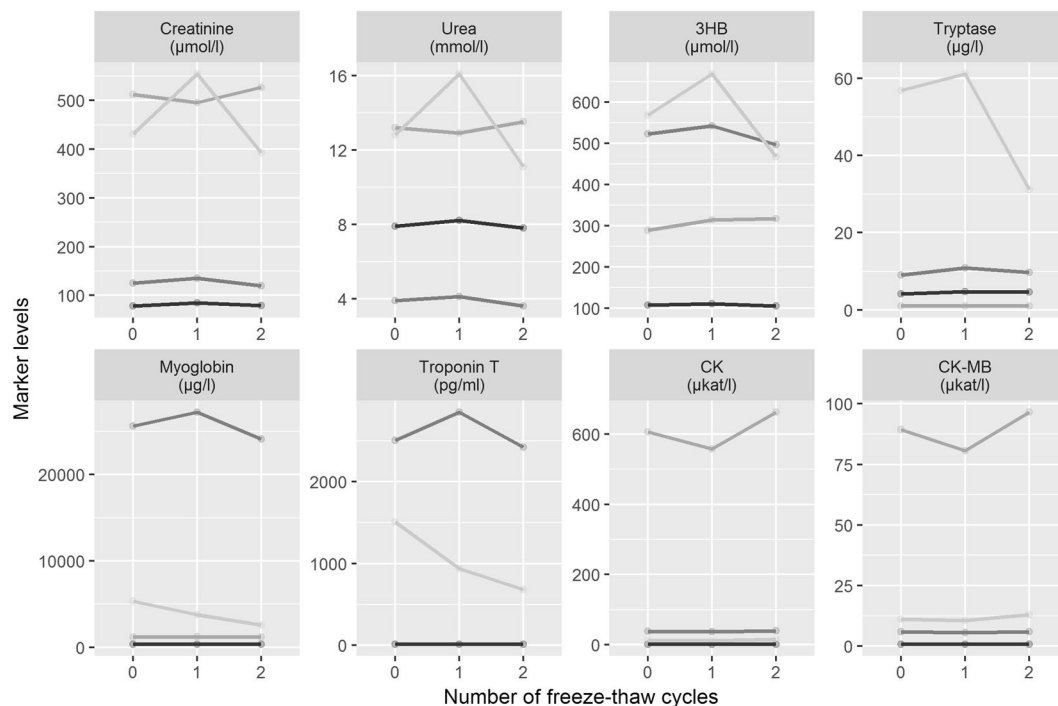 Creatinine
(µmol/l)
Urea
(mmol/l)
3HB
(µmol/l)
Tryptase
(µg/l)
500
400
300
200
100
16
12
8
4
600
500
400
300
200
100
60
40
20
0
0 1 2
0 1 2
0 1 2
0 1 2
Marker levels
Myoglobin
(µg/l)
Troponin T
(pg/ml)
CK
(µkat/l)
CK-MB
(µkat/l)
20000
10000
0
2000
1000
0
600
400
200
0
100
75
50
25
0
0 1 2
0 1 2
0 1 2
0 1 2
Number of freeze-thaw cycles